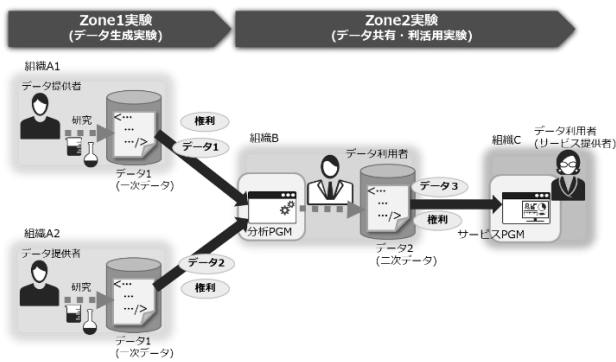 Zone1実験
(データ生成実験)
Zone2実験
(データ共有・利活用実験)
組織A1
データ提供者
研究
<...
.../>
データ1
(一次データ)
権利
データ1
組織B
データ利用者
分析PGM
<...
.../>
データ2
(二次データ)
データ3
権利
組織C
データ利用者
(サービス提供者)
サービスPGM
組織A2
データ提供者
研究
<...
.../>
データ1
(一次データ)
データ2
権利